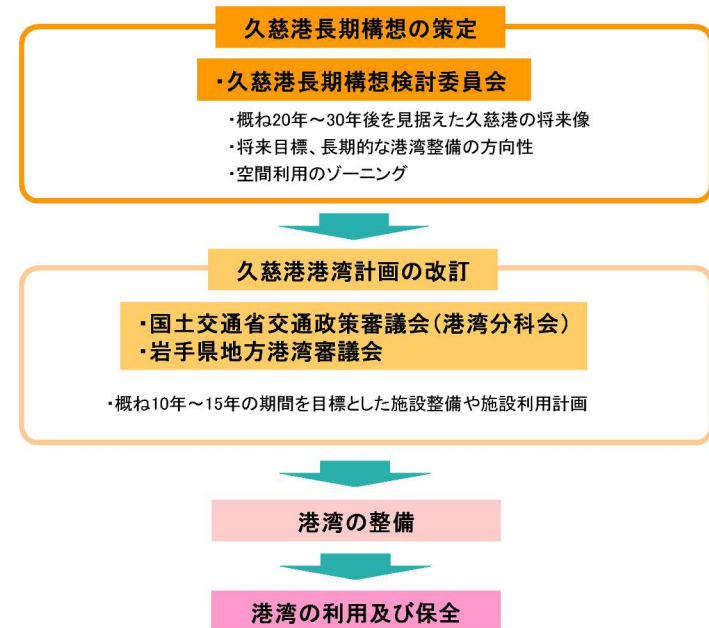 久慈港長期構想の策定
・久慈港長期構想検討委員会
・概ね20年～30年後を見据えた久慈港の将来像
・将来目標、長期的な港湾整備の方向性
・空間利用のゾーニング
久慈港港湾計画の改訂
・国土交通省交通政策審議会（港湾分科会）
・岩手県地方港湾審議会
・概ね10年～15年の期間を目標とした施設整備や施設利用計画
港湾の整備
港湾の利用及び保全